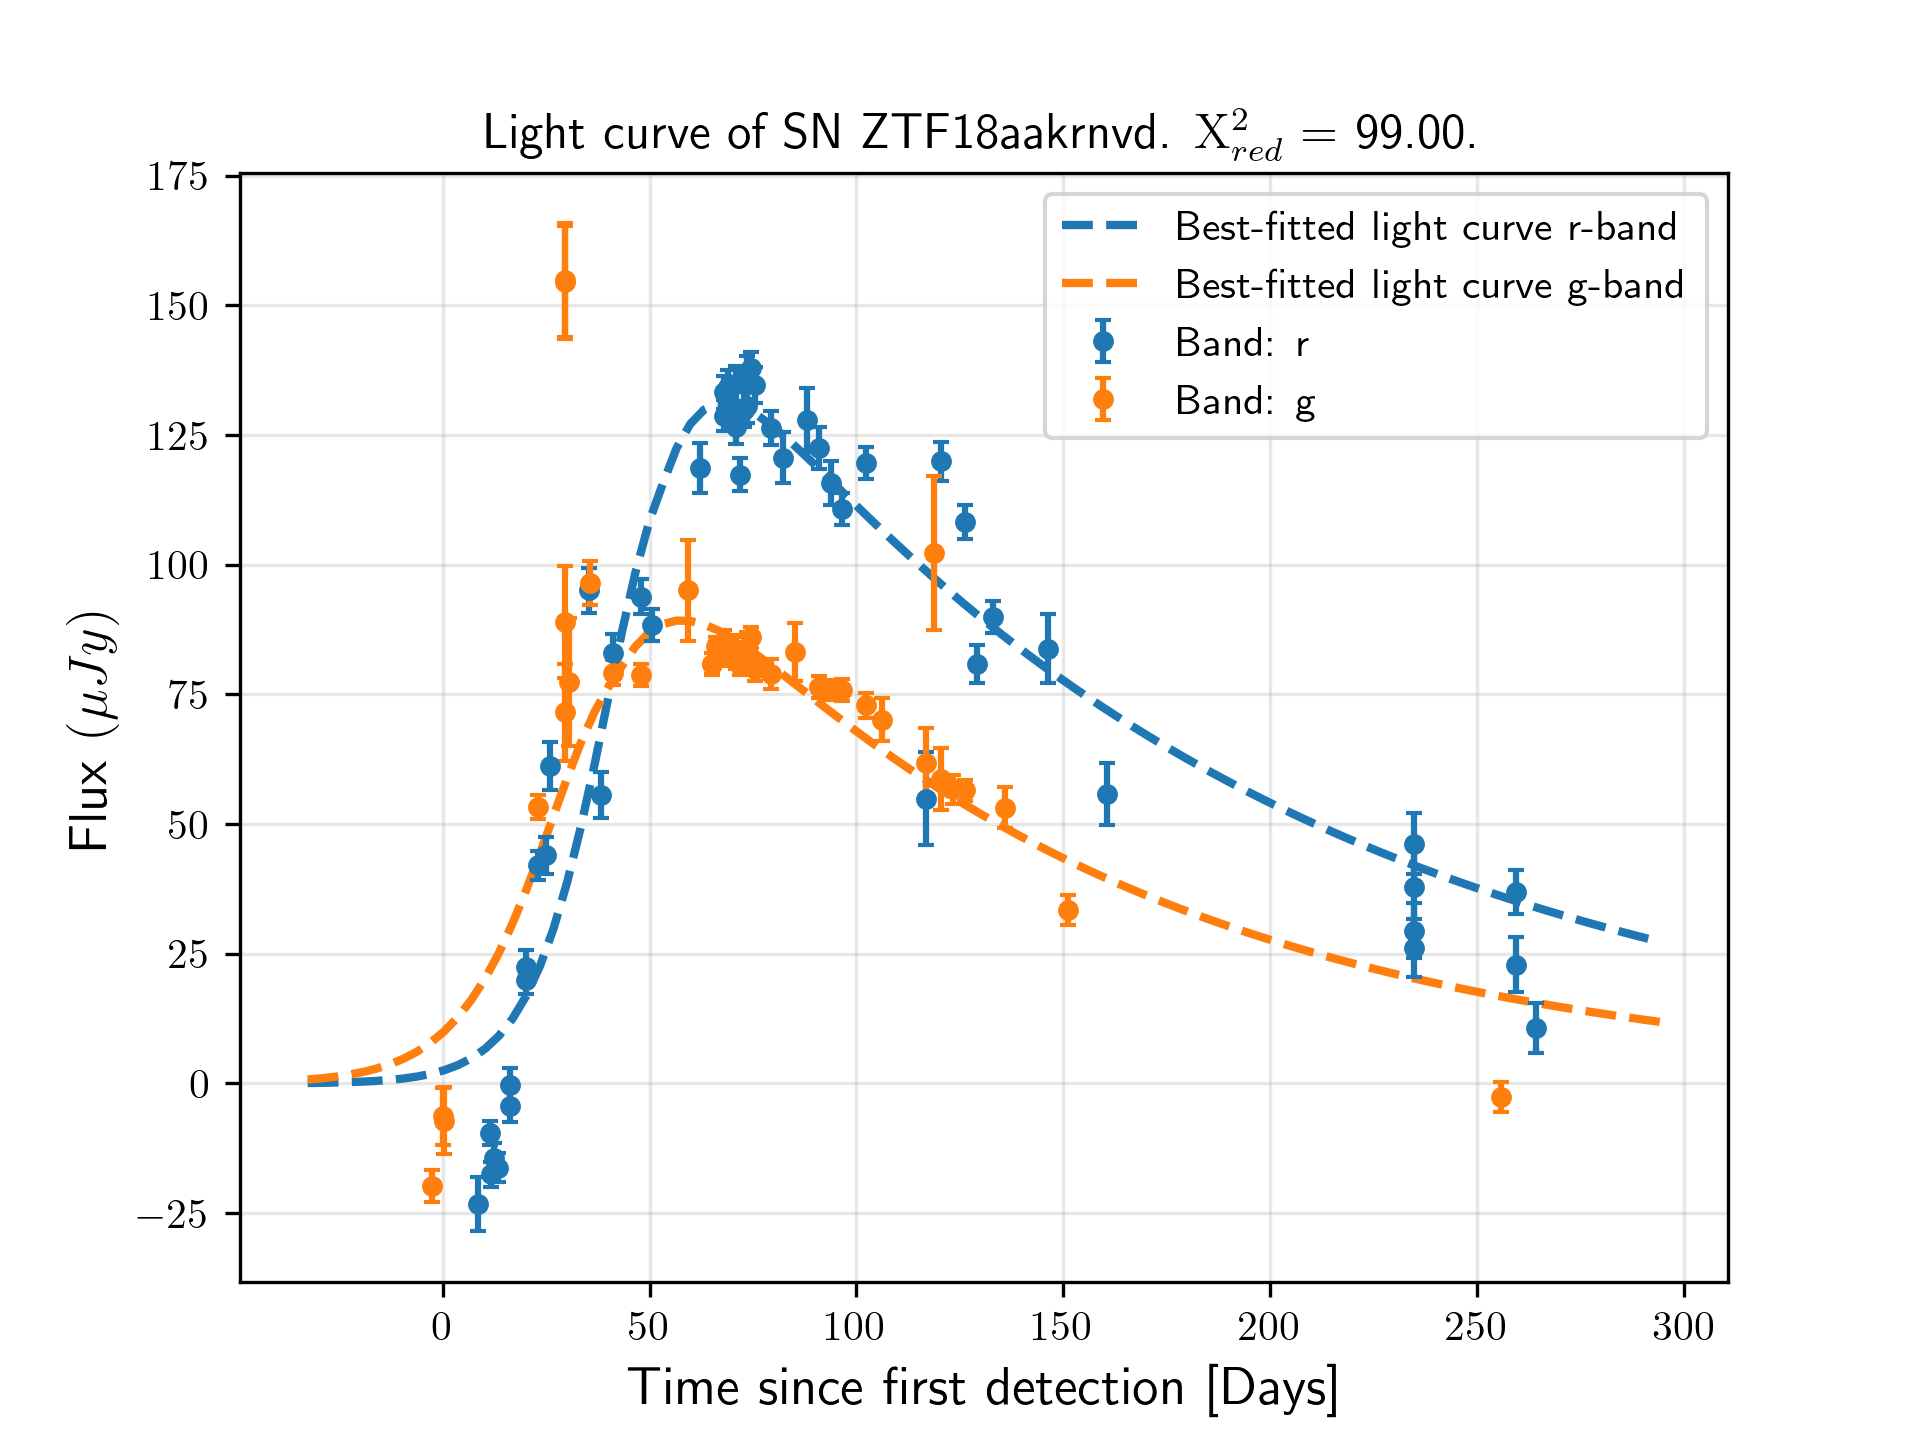 Light curve of SN ZTF18aakrnvd. X²_red = 99.00.
Best-fitted light curve r-band
Best-fitted light curve g-band
Band: r
Band: g
175
150
125
100
75
50
25
0
−25
Flux (μJy)
0 50 100 150 200 250 300
Time since first detection [Days]